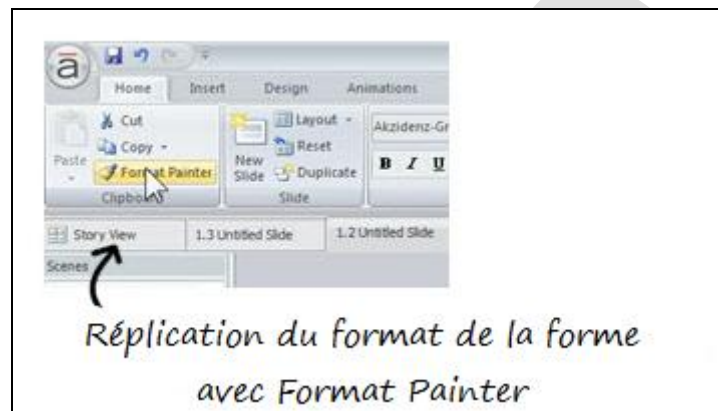 ā
Home Insert Design Animations
Cut
Copy
Paste
Format Painter
Clipboard
New Slide
Layout
Reset
Duplicate
Slide
Akzidenz-Gr
B I U
Story View 1.3 Untitled Slide 1.2 Untitled Slide
Scenes
Réplication du format de la forme
avec Format Painter